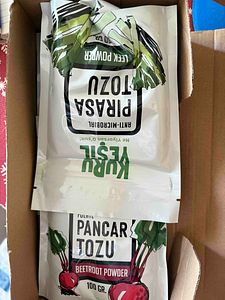 KURU
YEŞİL
ANTI-MICROBIAL
PIRASA
TOZU
LEEK POWDER
PANCAR
TOZU
BEETROOT POWDER
100 GR.